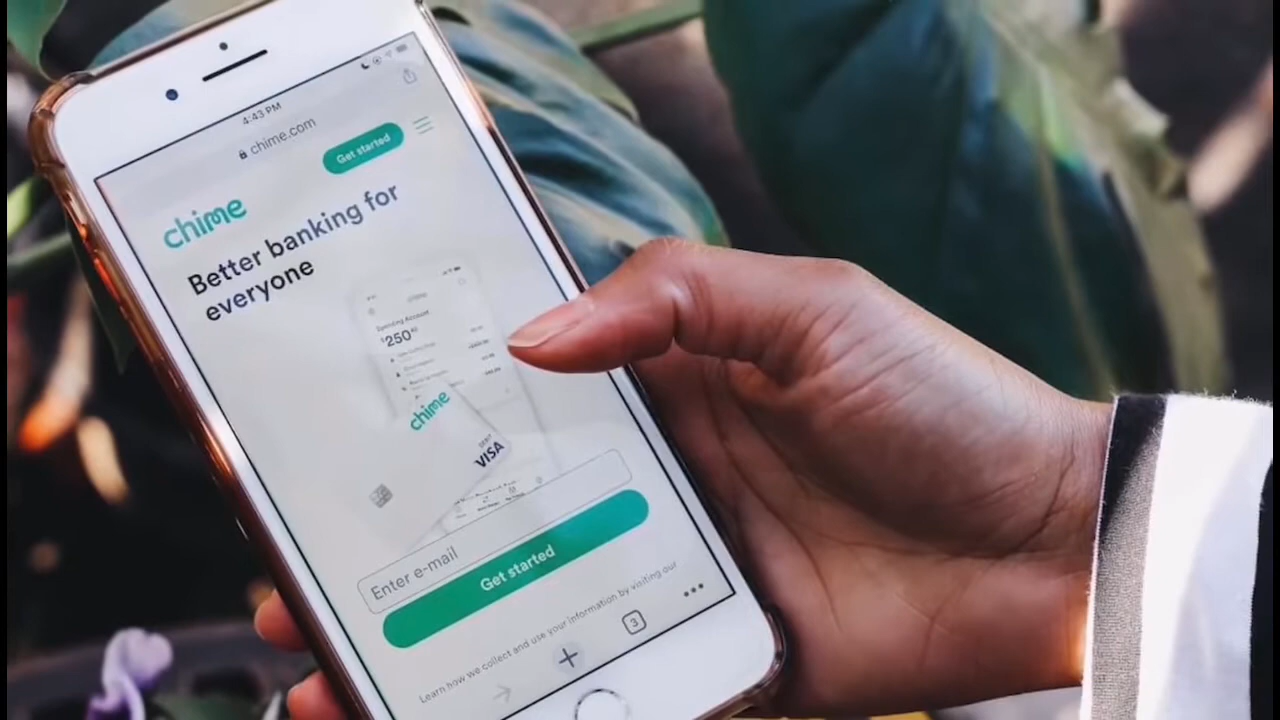 4:43 PM
chime.com
Get started
chime
Better banking for
everyone
Spending Account
$250
chime
DEBIT
VISA
Enter e-mail
Get started
Learn how we collect and use your information by visiting our
3